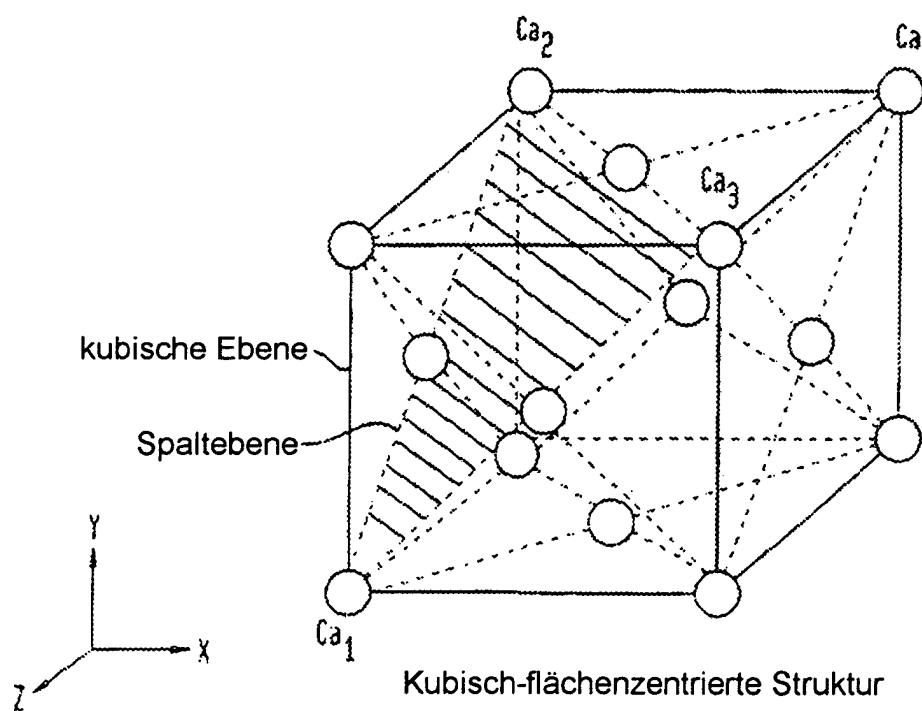 Ca₂
Ca
Ca₃
kubische Ebene
Spaltebene
Y
X
Z
Ca₁
Kubisch-flächenzentrierte Struktur